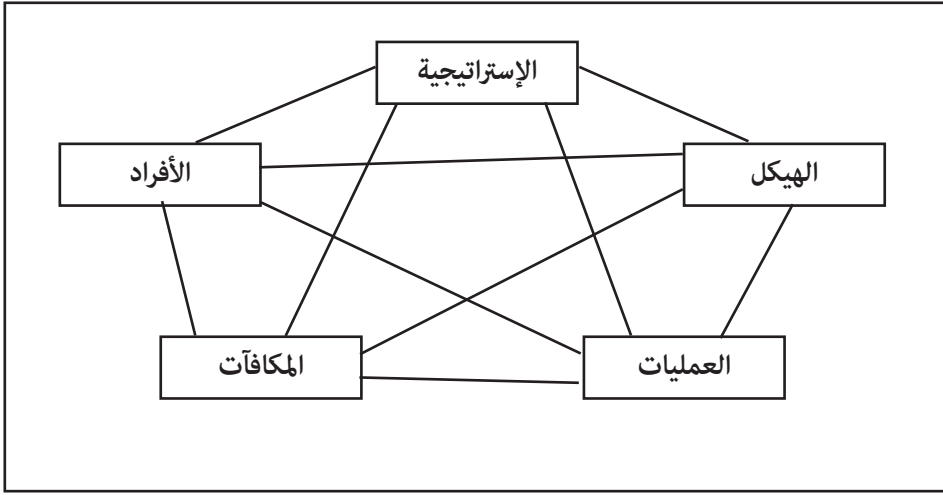 الإستراتيجية
الهيكل
الأفراد
العمليات
المكافآت